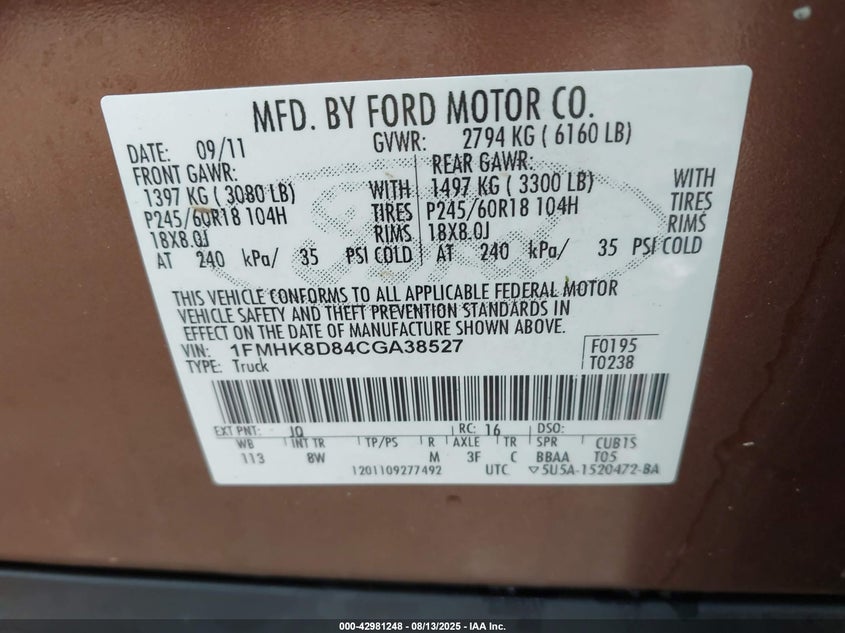 MFD. BY FORD MOTOR CO.
DATE: 09/11 GVWR: 2794 KG ( 6160 LB)
FRONT GAWR: REAR GAWR:
1397 KG ( 3080 LB) WITH 1497 KG ( 3300 LB) WITH
P245/60R18 104H TIRES P245/60R18 104H TIRES
18X8.0J RIMS 18X8.0J RIMS
AT 240 kPa/ 35 PSI COLD AT 240 kPa/ 35 PSI COLD
THIS VEHICLE CONFORMS TO ALL APPLICABLE FEDERAL MOTOR
VEHICLE SAFETY AND THEFT PREVENTION STANDARDS IN
EFFECT ON THE DATE OF MANUFACTURE SHOWN ABOVE.
VIN: 1FMHK8D84CGA38527 F0195
TYPE: Truck T0238
EXT PNT: JQ RC: 16 DSO:
WB INT TR TP/PS R AXLE TR SPR CUB1S
113 BW M 3F C BBAA T05
1201109277492 UTC ▽5U5A-1520472-BA
000-42981248 - 08/13/2025 - IAA Inc.